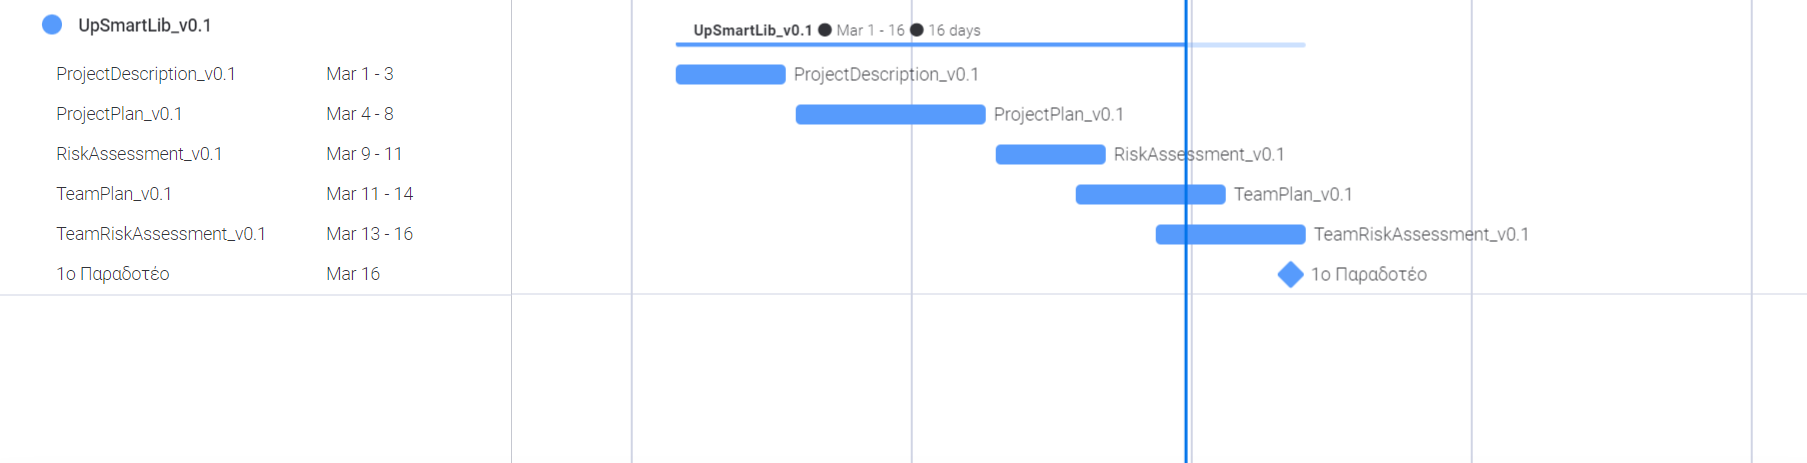 UpSmartLib_v0.1
UpSmartLib_v0.1 ● Mar 1 - 16 ● 16 days
ProjectDescription_v0.1 Mar 1 - 3 ProjectDescription_v0.1
ProjectPlan_v0.1 Mar 4 - 8 ProjectPlan_v0.1
RiskAssessment_v0.1 Mar 9 - 11 RiskAssessment_v0.1
TeamPlan_v0.1 Mar 11 - 14 TeamPlan_v0.1
TeamRiskAssessment_v0.1 Mar 13 - 16 TeamRiskAssessment_v0.1
1ο Παραδοτέο Mar 16 1ο Παραδοτέο